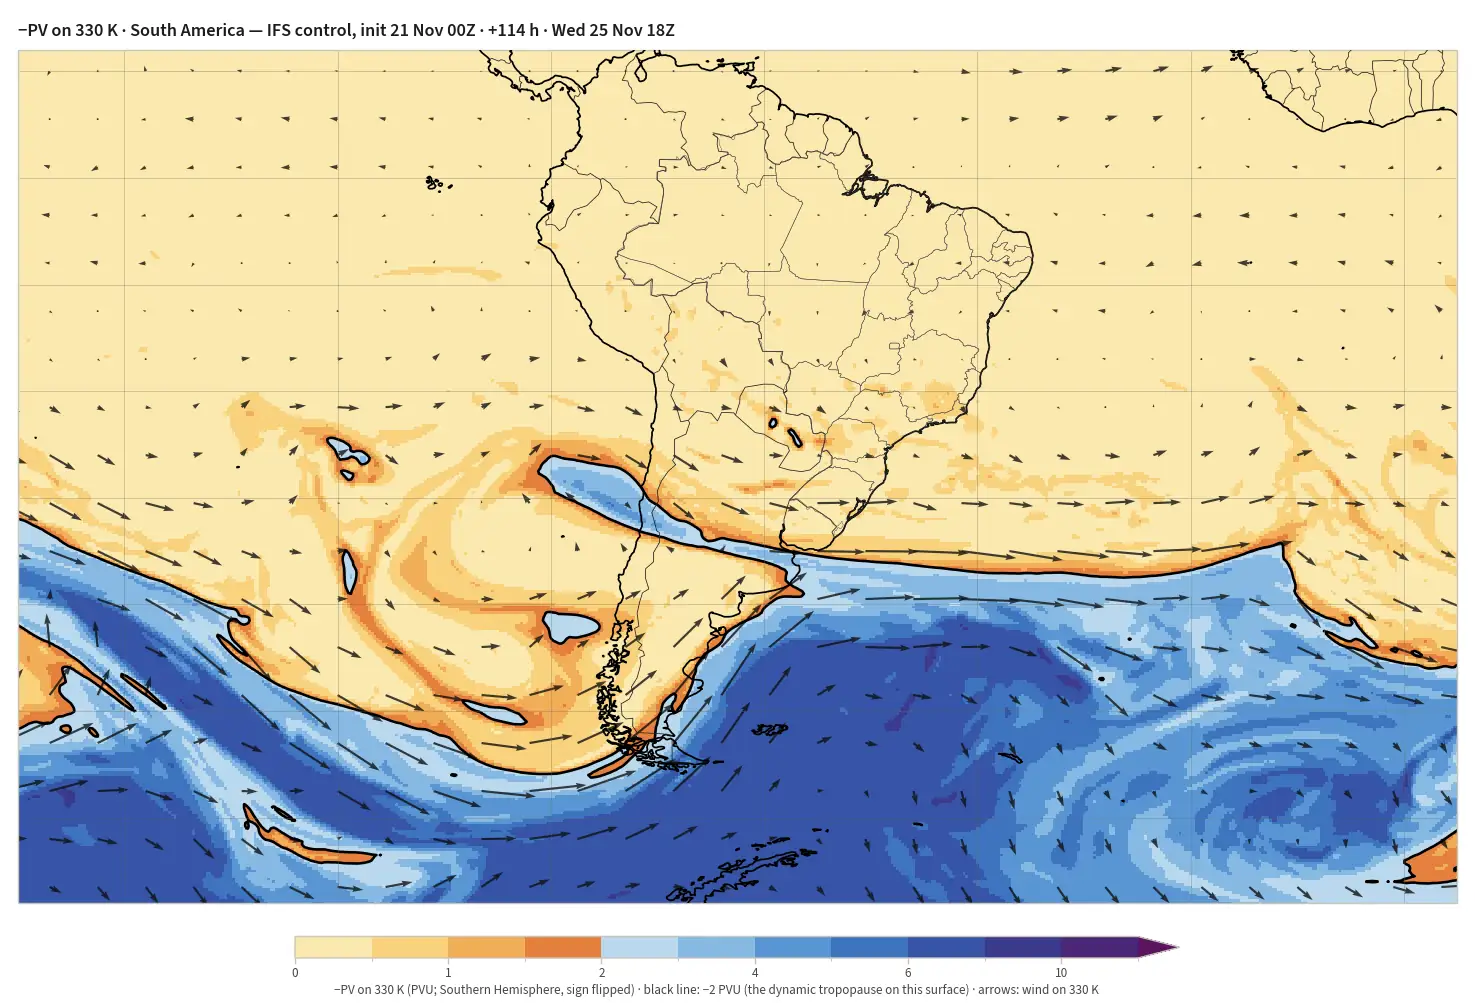 −PV on 330 K · South America — IFS control, init 21 Nov 00Z · +114 h · Wed 25 Nov 18Z
0 1 2 4 6 10
−PV on 330 K (PVU; Southern Hemisphere, sign flipped) · black line: −2 PVU (the dynamic tropopause on this surface) · arrows: wind on 330 K